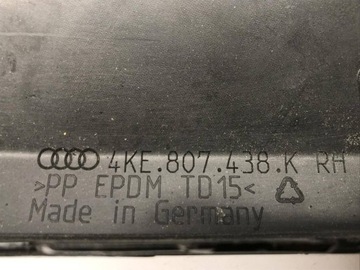 4KE.807.438.K RH
>PP EPDM TD15<
Made in Germany